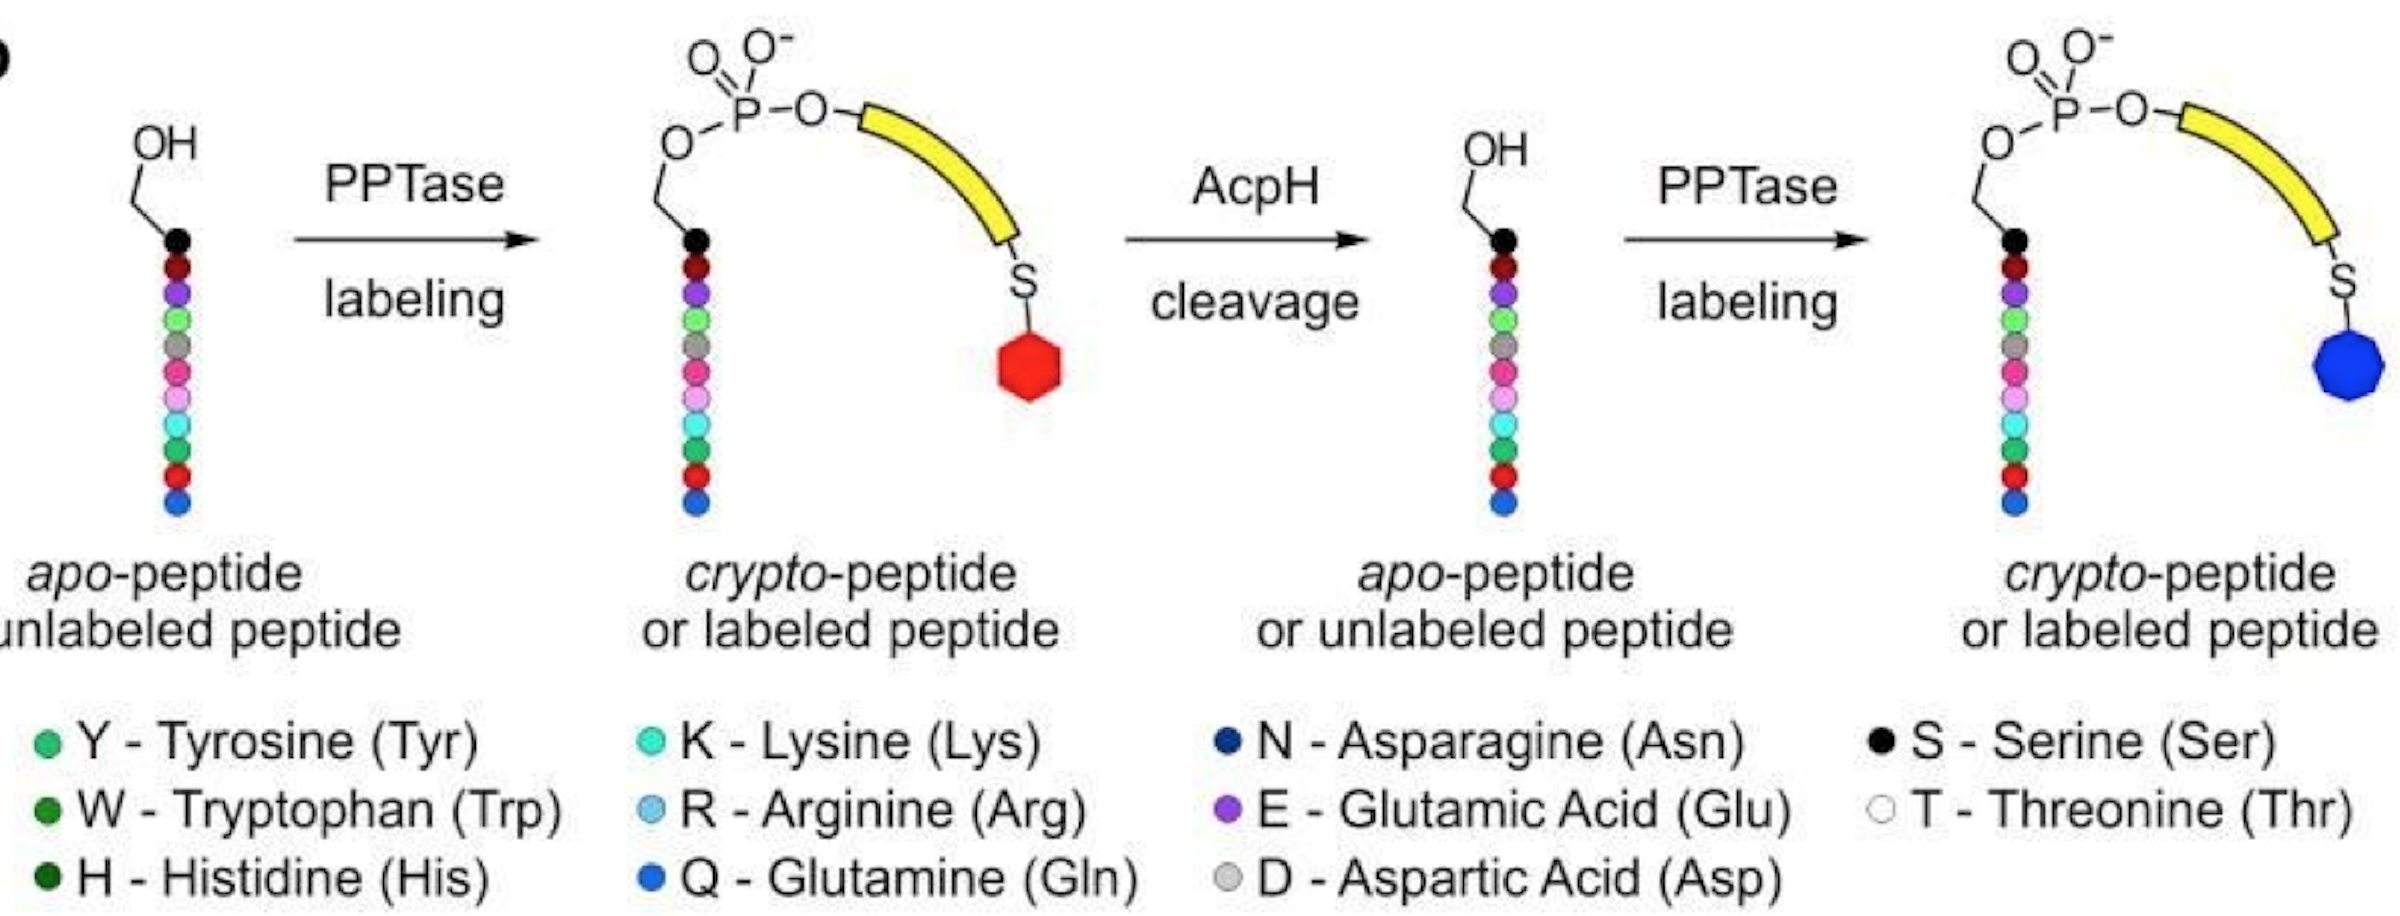 OH
PPTase
labeling
O
O-
P
O
O
S
AcpH
cleavage
OH
PPTase
labeling
O
O-
P
O
O
S
apo-peptide
unlabeled peptide
crypto-peptide
or labeled peptide
apo-peptide
or unlabeled peptide
crypto-peptide
or labeled peptide
Y - Tyrosine (Tyr)
K - Lysine (Lys)
N - Asparagine (Asn)
S - Serine (Ser)
W - Tryptophan (Trp)
R - Arginine (Arg)
E - Glutamic Acid (Glu)
T - Threonine (Thr)
H - Histidine (His)
Q - Glutamine (Gln)
D - Aspartic Acid (Asp)